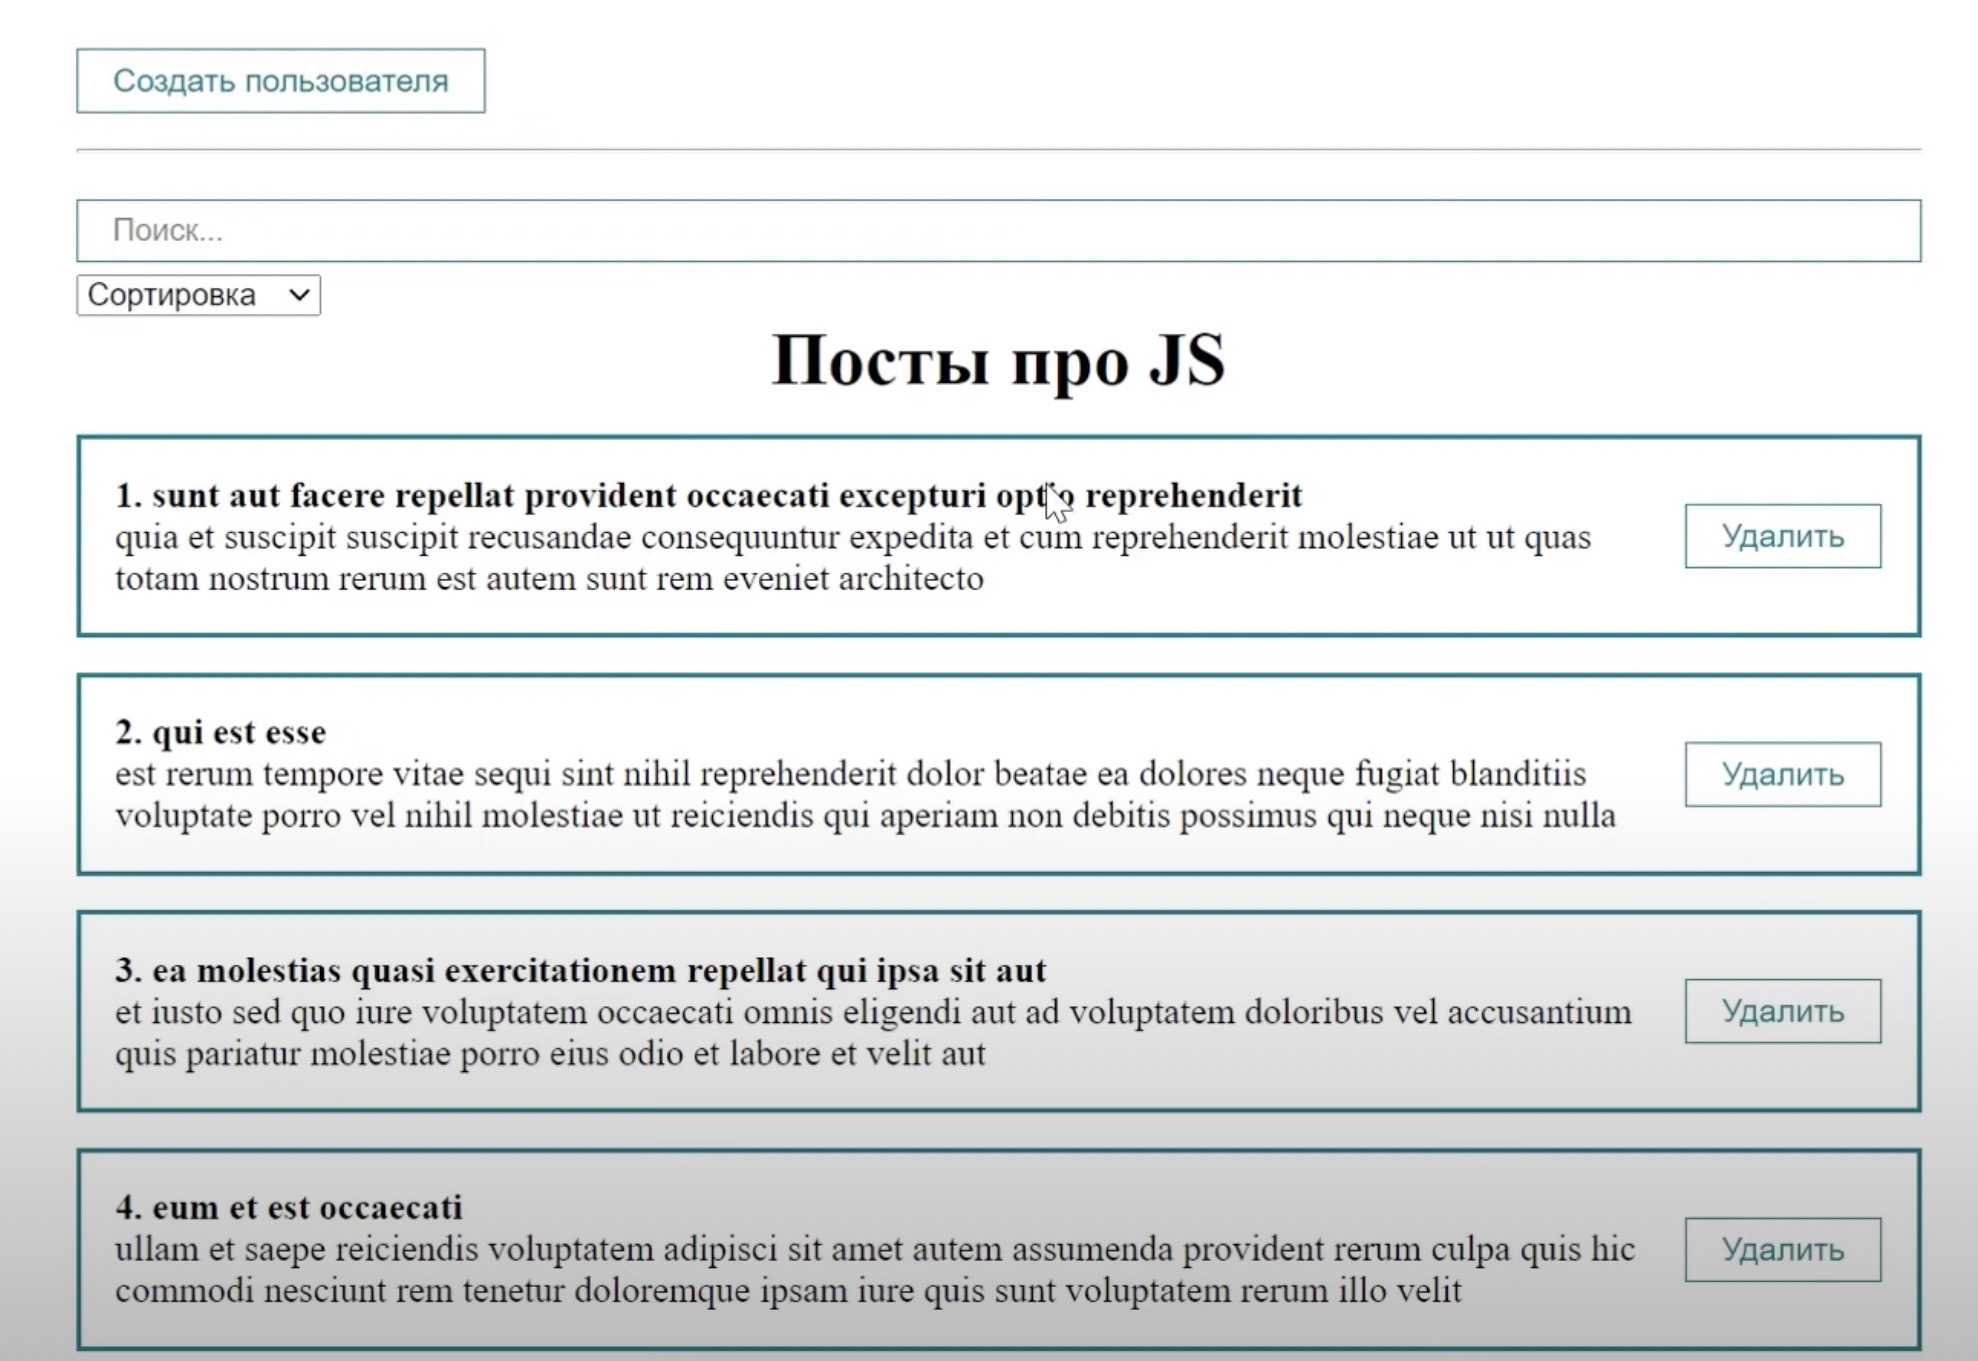 Создать пользователя
Поиск...
Сортировка
Посты про JS
1. sunt aut facere repellat provident occaecati excepturi optio reprehenderit
quia et suscipit suscipit recusandae consequuntur expedita et cum reprehenderit molestiae ut ut quas
totam nostrum rerum est autem sunt rem eveniet architecto
Удалить
2. qui est esse
est rerum tempore vitae sequi sint nihil reprehenderit dolor beatae ea dolores neque fugiat blanditiis
voluptate porro vel nihil molestiae ut reiciendis qui aperiam non debitis possimus qui neque nisi nulla
Удалить
3. ea molestias quasi exercitationem repellat qui ipsa sit aut
et iusto sed quo iure voluptatem occaecati omnis eligendi aut ad voluptatem doloribus vel accusantium
quis pariatur molestiae porro eius odio et labore et velit aut
Удалить
4. eum et est occaecati
ullam et saepe reiciendis voluptatem adipisci sit amet autem assumenda provident rerum culpa quis hic
commodi nesciunt rem tenetur doloremque ipsam iure quis sunt voluptatem rerum illo velit
Удалить